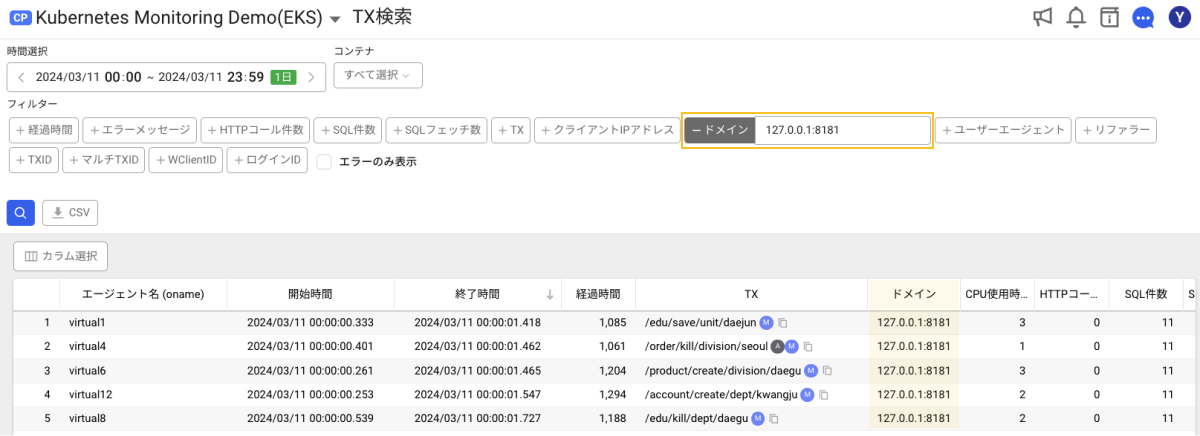 CP Kubernetes Monitoring Demo(EKS) TX検索 Y
時間選択 コンテナ
2024/03/11 00:00 ~ 2024/03/11 23:59 1日 すべて選択
フィルター
+ 経過時間 + エラーメッセージ + HTTPコール件数 + SQL件数 + SQLフェッチ数 + TX + クライアントIPアドレス − ドメイン 127.0.0.1:8181 + ユーザーエージェント + リファラー
+ TXID + マルチTXID + WClientID + ログインID エラーのみ表示
CSV
カラム選択
エージェント名 (oname) 開始時間 終了時間 ↓ 経過時間 TX ドメイン CPU使用時... HTTPコー... SQL件数 S
1 virtual1 2024/03/11 00:00:00.333 2024/03/11 00:00:01.418 1,085 /edu/save/unit/daejun M 127.0.0.1:8181 3 0 11
2 virtual4 2024/03/11 00:00:00.401 2024/03/11 00:00:01.462 1,061 /order/kill/division/seoul A M 127.0.0.1:8181 1 0 11
3 virtual6 2024/03/11 00:00:00.261 2024/03/11 00:00:01.465 1,204 /product/create/division/daegu M 127.0.0.1:8181 3 0 11
4 virtual12 2024/03/11 00:00:00.253 2024/03/11 00:00:01.547 1,294 /account/create/dept/kwangju M 127.0.0.1:8181 2 0 11
5 virtual8 2024/03/11 00:00:00.539 2024/03/11 00:00:01.727 1,188 /edu/kill/dept/daegu M 127.0.0.1:8181 2 0 11